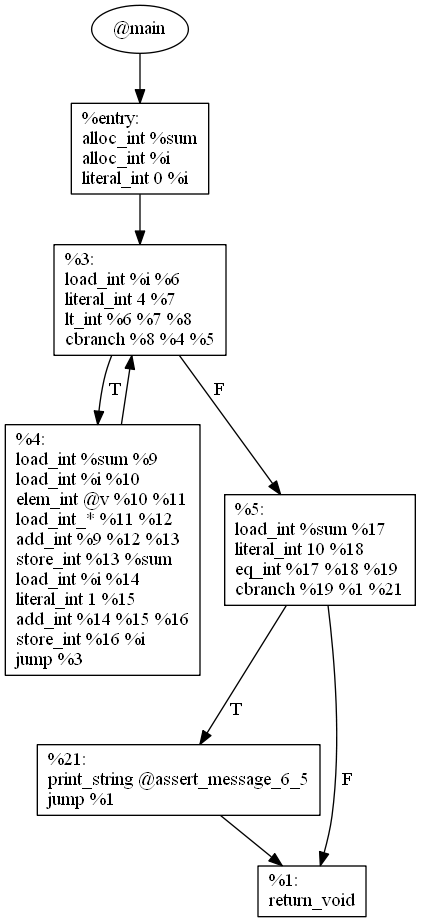 @main
%entry:
alloc_int %sum
alloc_int %i
literal_int 0 %i
%3:
load_int %i %6
literal_int 4 %7
lt_int %6 %7 %8
cbranch %8 %4 %5
T
F
%4:
load_int %sum %9
load_int %i %10
elem_int @v %10 %11
load_int_* %11 %12
add_int %9 %12 %13
store_int %13 %sum
load_int %i %14
literal_int 1 %15
add_int %14 %15 %16
store_int %16 %i
jump %3
%5:
load_int %sum %17
literal_int 10 %18
eq_int %17 %18 %19
cbranch %19 %1 %21
T
F
%21:
print_string @assert_message_6_5
jump %1
%1:
return_void